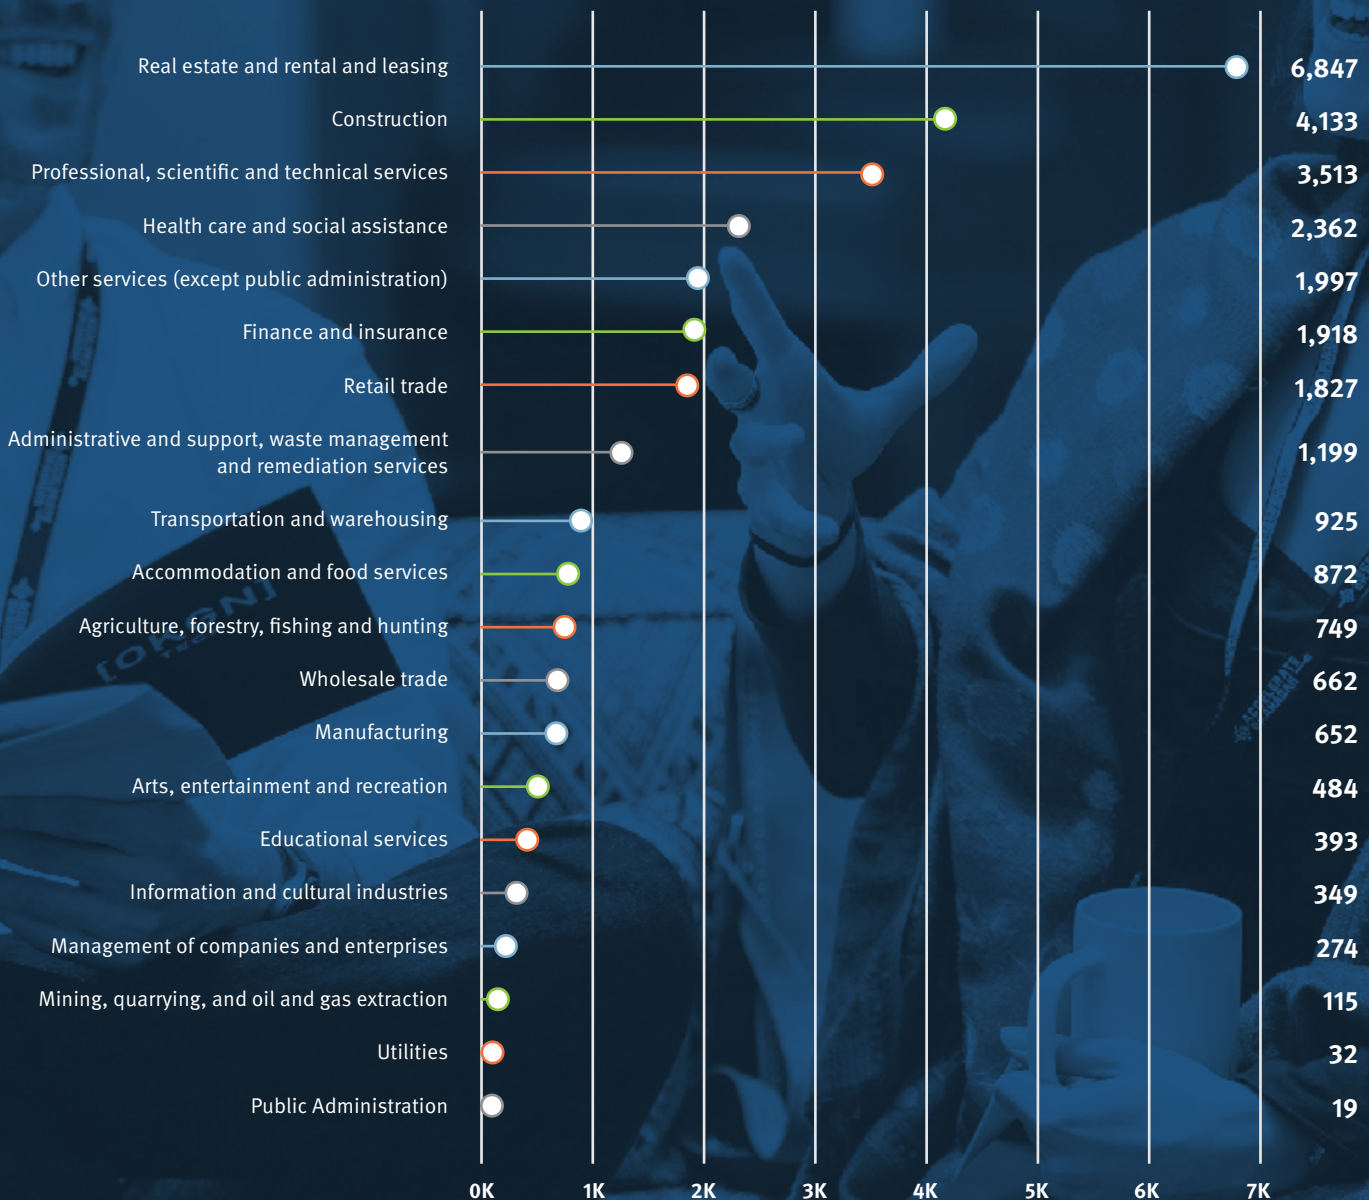 Real estate and rental and leasing 6,847
Construction 4,133
Professional, scientific and technical services 3,513
Health care and social assistance 2,362
Other services (except public administration) 1,997
Finance and insurance 1,918
Retail trade 1,827
Administrative and support, waste management
and remediation services 1,199
Transportation and warehousing 925
Accommodation and food services 872
[OKGN]
Agriculture, forestry, fishing and hunting 749
Wholesale trade 662
ACCELERATE
OKANAGAN
Manufacturing 652
Arts, entertainment and recreation 484
Educational services 393
Information and cultural industries 349
Management of companies and enterprises 274
Mining, quarrying, and oil and gas extraction 115
Utilities 32
Public Administration 19
0K 1K 2K 3K 4K 5K 6K 7K